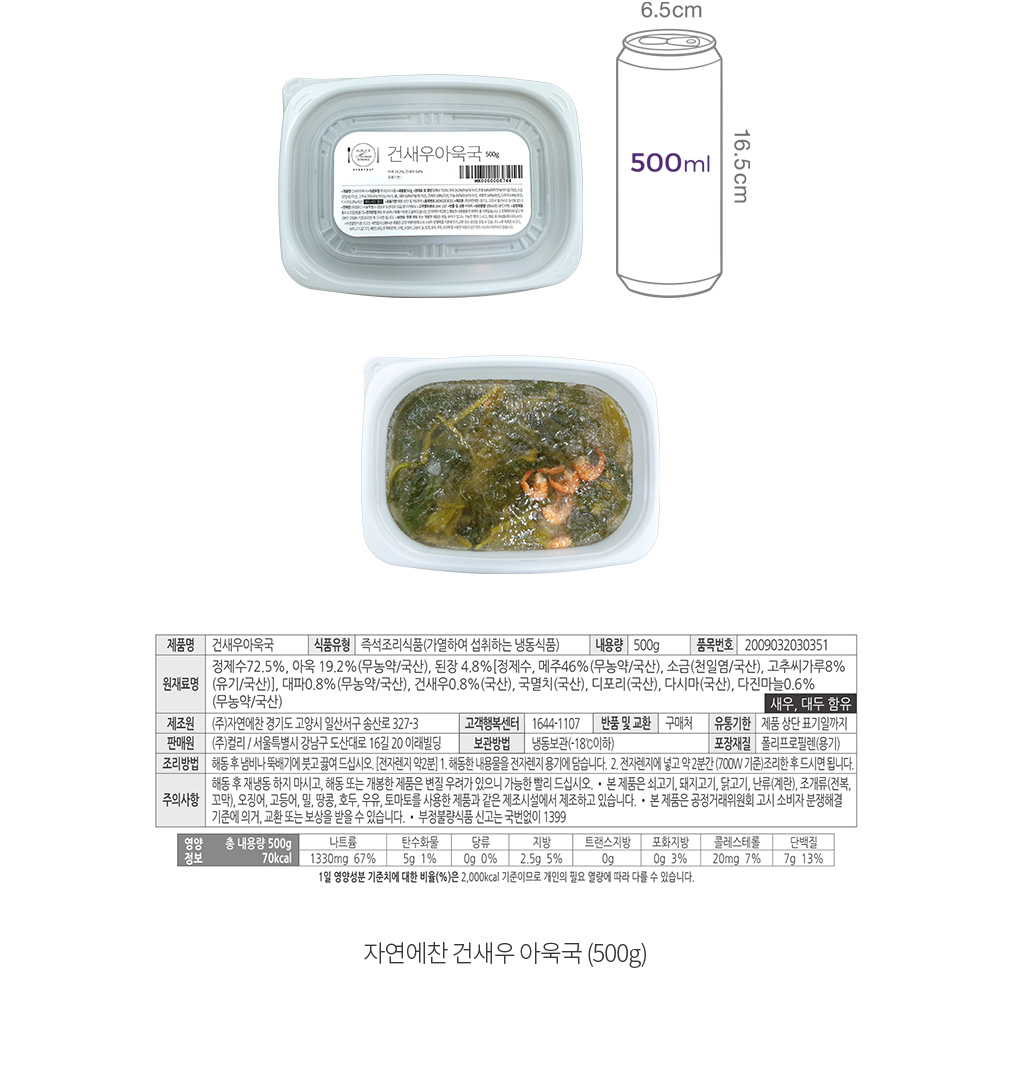 6.5cm
500ml
16.5cm
건새우아욱국 500g
EVERYDAY
MK0000006744
제품명 건새우아욱국 식품유형 즉석조리식품(가열하여 섭취하는 냉동식품) 내용량 500g 품목번호 2009032030351
원재료명 정제수72.5%, 아욱 19.2%(무농약/국산), 된장 4.8%[정제수, 메주46%(무농약/국산), 소금(천일염/국산), 고추씨가루8%
(유기/국산)], 대파0.8%(무농약/국산), 건새우0.8%(국산), 국멸치(국산), 디포리(국산), 다시마(국산), 다진마늘0.6%
(무농약/국산)
새우, 대두 함유
제조원 (주)자연에찬 경기도 고양시 일산서구 송산로 327-3 고객행복센터 1644-1107 반품 및 교환 구매처 유통기한 제품 상단 표기일까지
판매원 (주)컬리 / 서울특별시 강남구 도산대로 16길 20 이래빌딩 보관방법 냉동보관(-18℃이하) 포장재질 폴리프로필렌(용기)
조리방법 해동 후 냄비나 뚝배기에 붓고 끓여 드십시오. [전자렌지 약2분] 1. 해동한 내용물을 전자렌지 용기에 담습니다. 2. 전자렌지에 넣고 약 2분간 (700W 기준)조리한 후 드시면 됩니다.
주의사항 해동 후 재냉동 하지 마시고, 해동 또는 개봉한 제품은 변질 우려가 있으니 가능한 빨리 드십시오. • 본 제품은 쇠고기, 돼지고기, 닭고기, 난류(계란), 조개류(전복,
꼬막), 오징어, 고등어, 밀, 땅콩, 호두, 우유, 토마토를 사용한 제품과 같은 제조시설에서 제조하고 있습니다. • 본 제품은 공정거래위원회 고시 소비자 분쟁해결
기준에 의거, 교환 또는 보상을 받을 수 있습니다. • 부정불량식품 신고는 국번없이 1399
영양 총 내용량 500g 나트륨 탄수화물 당류 지방 트랜스지방 포화지방 콜레스테롤 단백질
정보 70kcal 1330mg 67% 5g 1% 0g 0% 2.5g 5% 0g 0g 3% 20mg 7% 7g 13%
1일 영양성분 기준치에 대한 비율(%)은 2,000kcal 기준이므로 개인의 필요 열량에 따라 다를 수 있습니다.
자연에찬 건새우 아욱국 (500g)